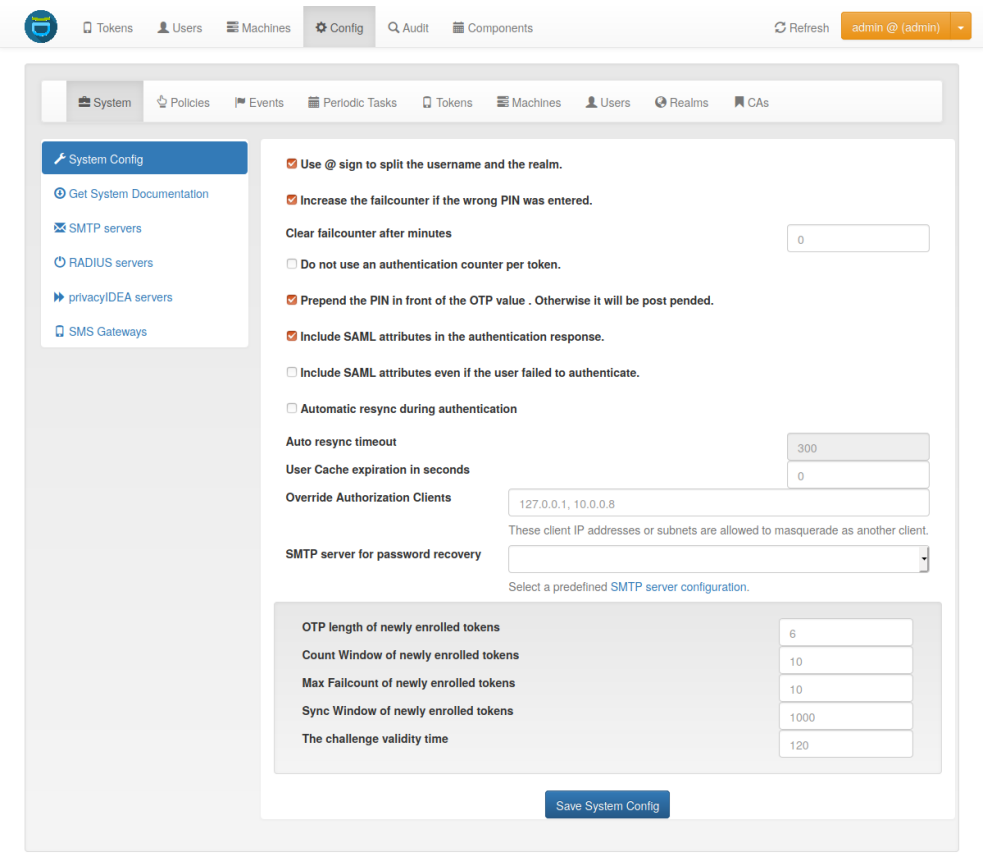 Tokens Users Machines Config Audit Components Refresh admin @ (admin)
System Policies Events Periodic Tasks Tokens Machines Users Realms CAs
System Config
Get System Documentation
SMTP servers
RADIUS servers
privacyIDEA servers
SMS Gateways
Use @ sign to split the username and the realm.
Increase the failcounter if the wrong PIN was entered.
Clear failcounter after minutes 0
Do not use an authentication counter per token.
Prepend the PIN in front of the OTP value . Otherwise it will be post pended.
Include SAML attributes in the authentication response.
Include SAML attributes even if the user failed to authenticate.
Automatic resync during authentication
Auto resync timeout 300
User Cache expiration in seconds 0
Override Authorization Clients 127.0.0.1, 10.0.0.8
These client IP addresses or subnets are allowed to masquerade as another client.
SMTP server for password recovery
Select a predefined SMTP server configuration.
OTP length of newly enrolled tokens 6
Count Window of newly enrolled tokens 10
Max Failcount of newly enrolled tokens 10
Sync Window of newly enrolled tokens 1000
The challenge validity time 120
Save System Config